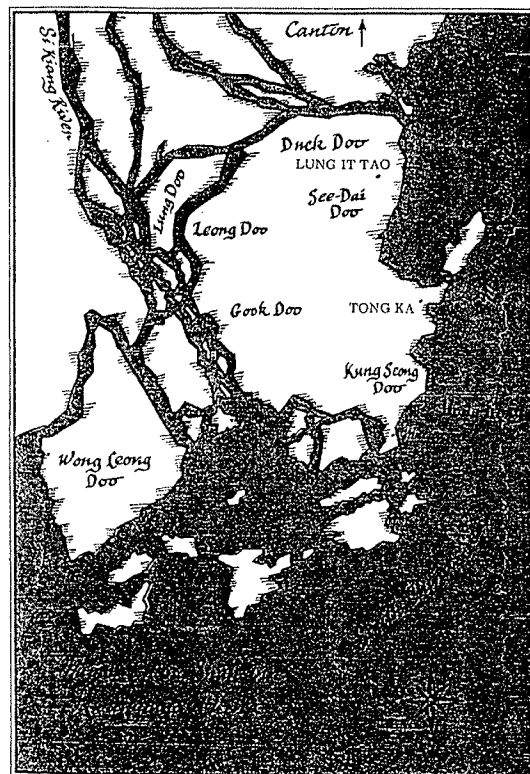 Canton
Si Kiang River
Duck Doo
LUNG IT TAO
Lung Doo
See-Dai
Doo
Leong Doo
Gook Doo
TONG KA
Kung Seong
Doo
Wong Leong
Doo